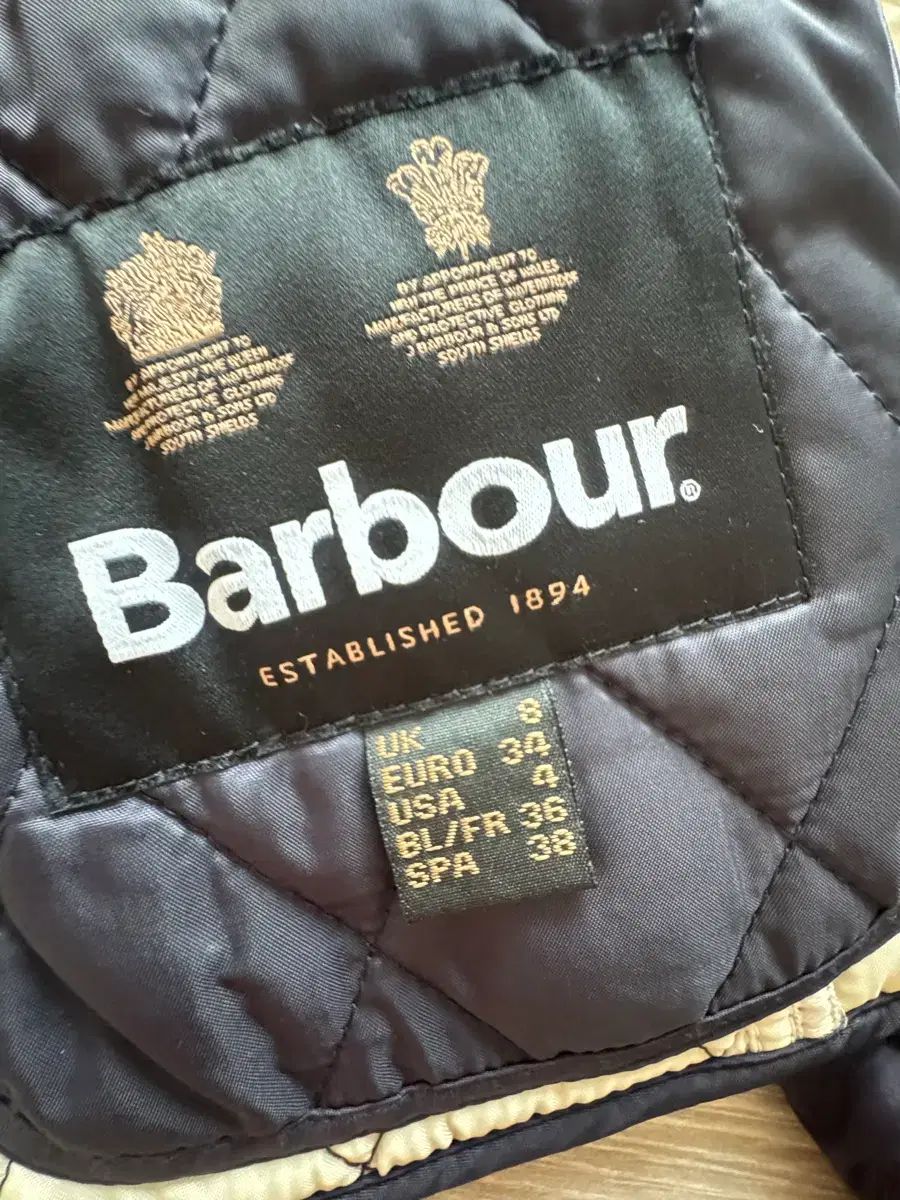 BY APPOINTMENT TO
HER MAJESTY THE QUEEN
MANUFACTURERS OF WATERPROOF
AND PROTECTIVE CLOTHING
J BARBOUR & SONS LTD
SOUTH SHIELDS
BY APPOINTMENT TO
HRH THE PRINCE OF WALES
MANUFACTURERS OF WATERPROOF
AND PROTECTIVE CLOTHING
J BARBOUR & SONS LTD
SOUTH SHIELDS
Barbour®
ESTABLISHED 1894
UK 8
EURO 34
USA 4
BL/FR 36
SPA 38